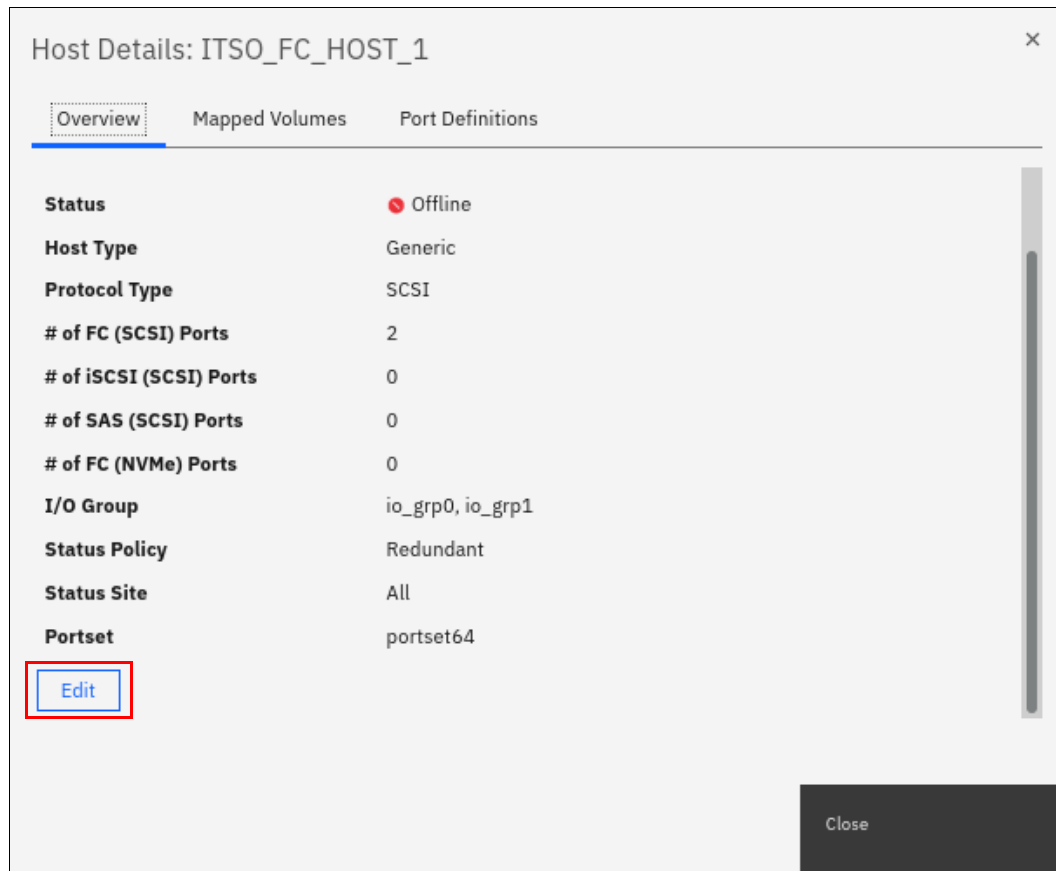 Host Details: ITSO_FC_HOST_1
Overview Mapped Volumes Port Definitions
Status Offline
Host Type Generic
Protocol Type SCSI
# of FC (SCSI) Ports 2
# of iSCSI (SCSI) Ports 0
# of SAS (SCSI) Ports 0
# of FC (NVMe) Ports 0
I/O Group io_grp0, io_grp1
Status Policy Redundant
Status Site All
Portset portset64
Edit
Close